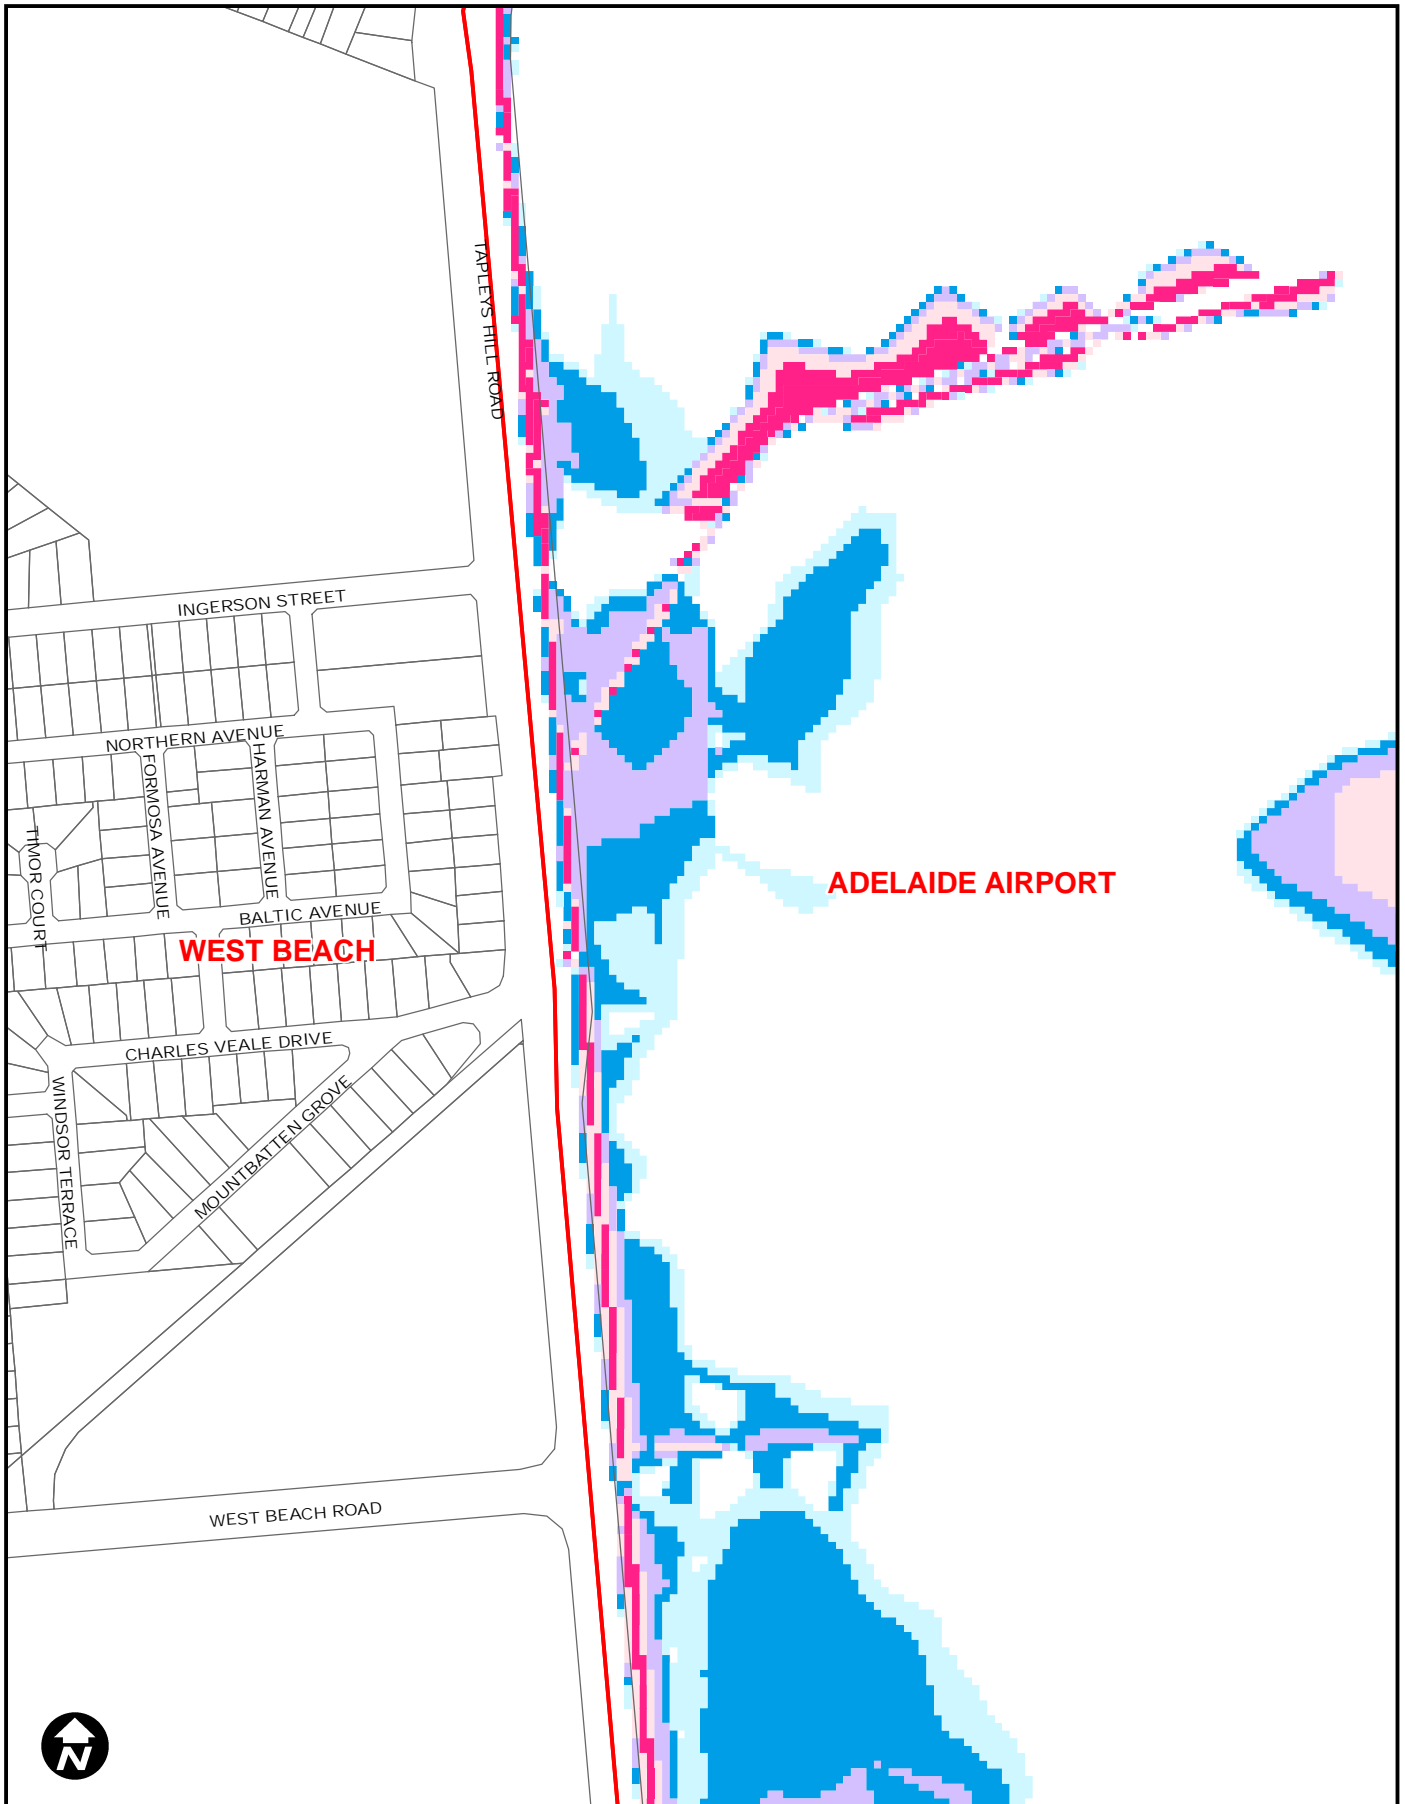 TAPLEYS HILL ROAD
INGERSON STREET
NORTHERN AVENUE
FORMOSA AVENUE
HARMAN AVENUE
TIMOR COURT
ADELAIDE AIRPORT
BALTIC AVENUE
WEST BEACH
CHARLES VEALE DRIVE
WINDSOR TERRACE
MOUNTBATTEN GROVE
WEST BEACH ROAD
N